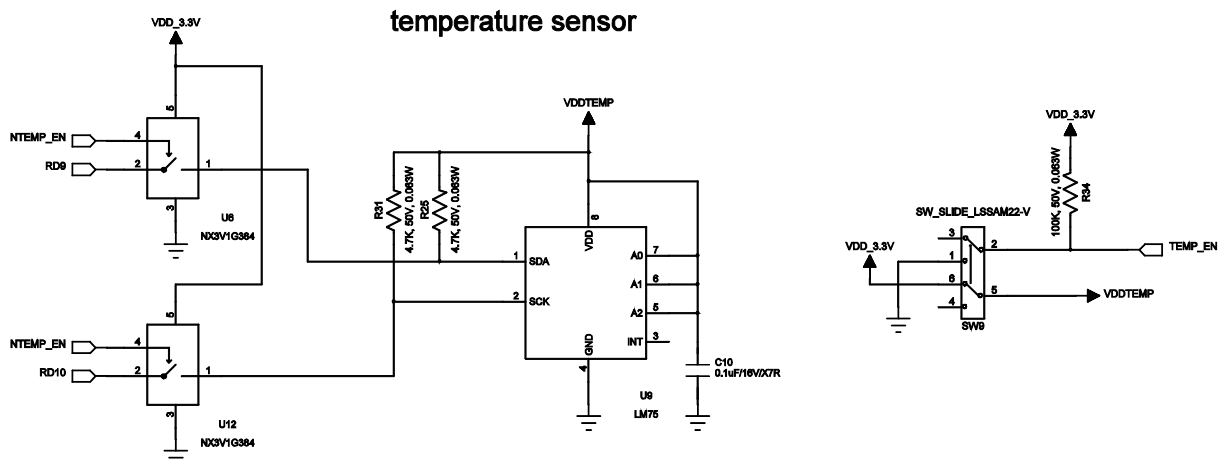 temperature sensor
VDD_3.3V
5
NTEMP_EN
4
RD9
2
1
3
U6
NX3V1G384
5
NTEMP_EN
4
RD10
2
1
3
U12
NX3V1G384
VDDTEMP
R31
4.7K, 50V, 0.063W
R25
4.7K, 50V, 0.063W
8
VDD
1
SDA
2
SCK
A0
7
A1
6
A2
5
INT
3
GND
4
U9
LM75
C10
0.1uF/16V/X7R
VDD_3.3V
R34
100K, 50V, 0.063W
SW_SLIDE_LSSAM22-V
3
2
TEMP_EN
VDD_3.3V
1
6
5
VDDTEMP
4
SW9